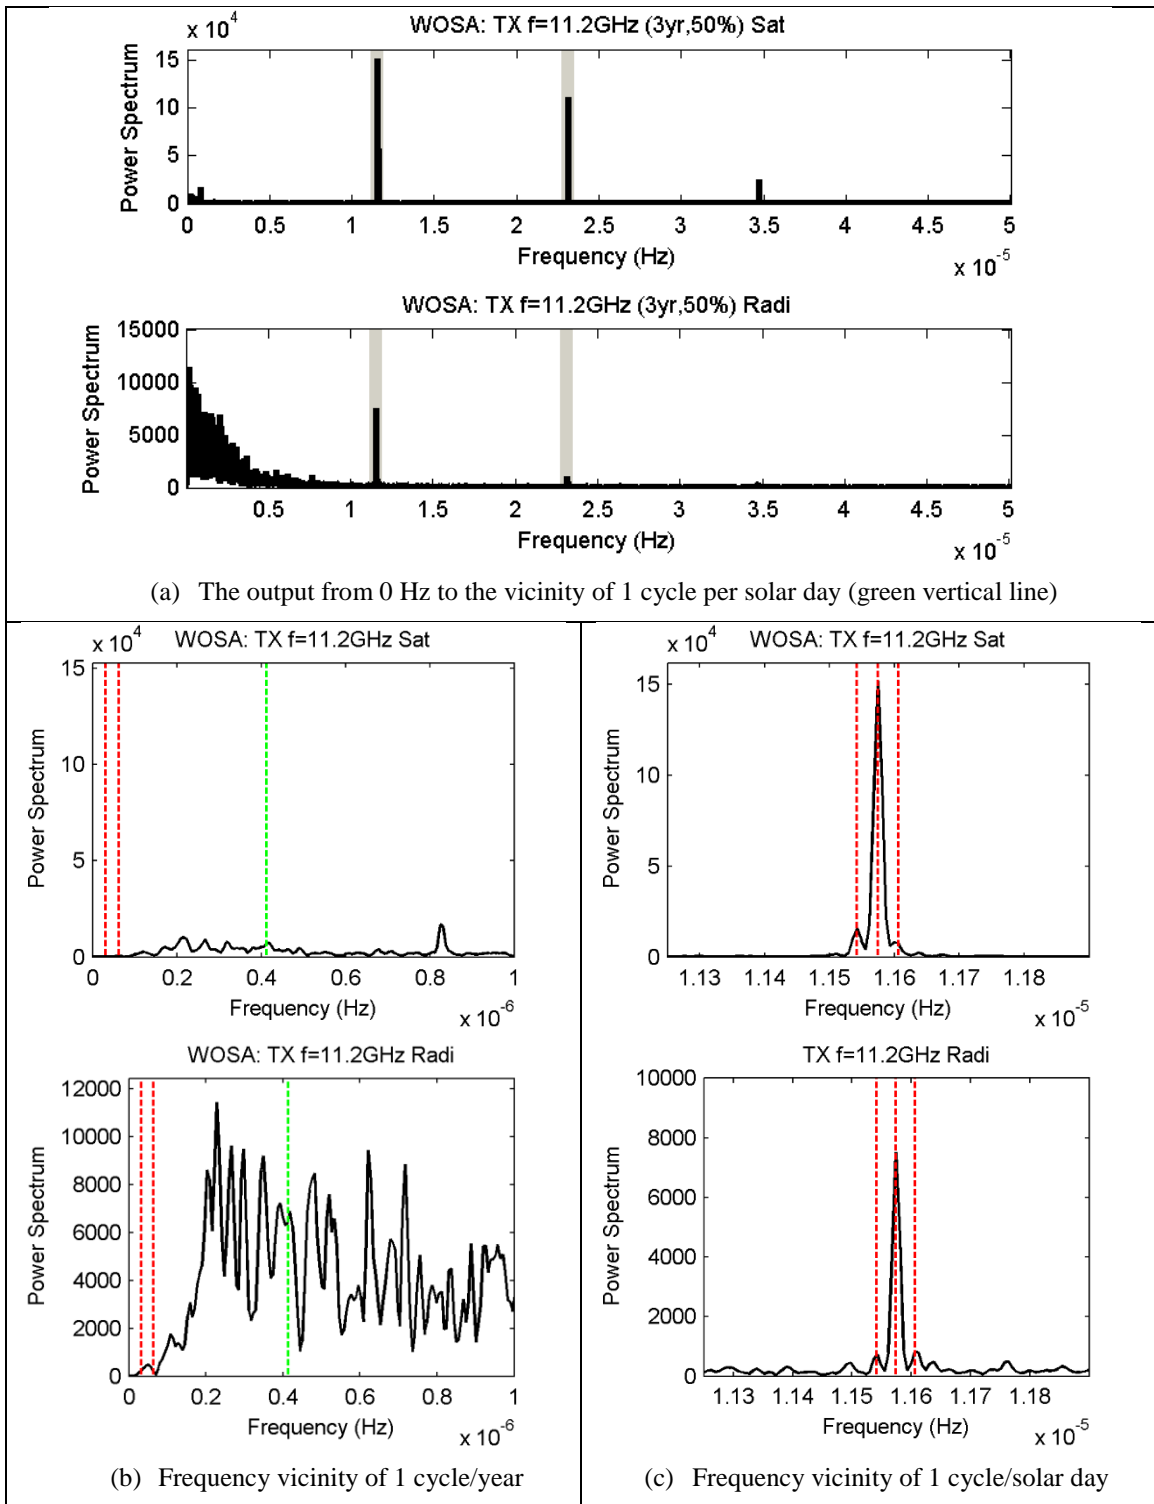 x 10^4
WOSA: TX f=11.2GHz (3yr,50%) Sat
Power Spectrum
15
10
5
0
0 0.5 1 1.5 2 2.5 3 3.5 4 4.5 5
Frequency (Hz)
x 10^-5
WOSA: TX f=11.2GHz (3yr,50%) Radi
Power Spectrum
15000
10000
5000
0
0.5 1 1.5 2 2.5 3 3.5 4 4.5 5
Frequency (Hz)
x 10^-5
(a) The output from 0 Hz to the vicinity of 1 cycle per solar day (green vertical line)
x 10^4
WOSA: TX f=11.2GHz Sat
Power Spectrum
15
10
5
0
0 0.2 0.4 0.6 0.8 1
Frequency (Hz)
x 10^-6
WOSA: TX f=11.2GHz Radi
Power Spectrum
12000
10000
8000
6000
4000
2000
0
0 0.2 0.4 0.6 0.8 1
Frequency (Hz)
x 10^-6
(b) Frequency vicinity of 1 cycle/year
x 10^4
WOSA: TX f=11.2GHz Sat
Power Spectrum
15
10
5
0
1.13 1.14 1.15 1.16 1.17 1.18
Frequency (Hz)
x 10^-5
TX f=11.2GHz Radi
Power Spectrum
10000
8000
6000
4000
2000
0
1.13 1.14 1.15 1.16 1.17 1.18
Frequency (Hz)
x 10^-5
(c) Frequency vicinity of 1 cycle/solar day